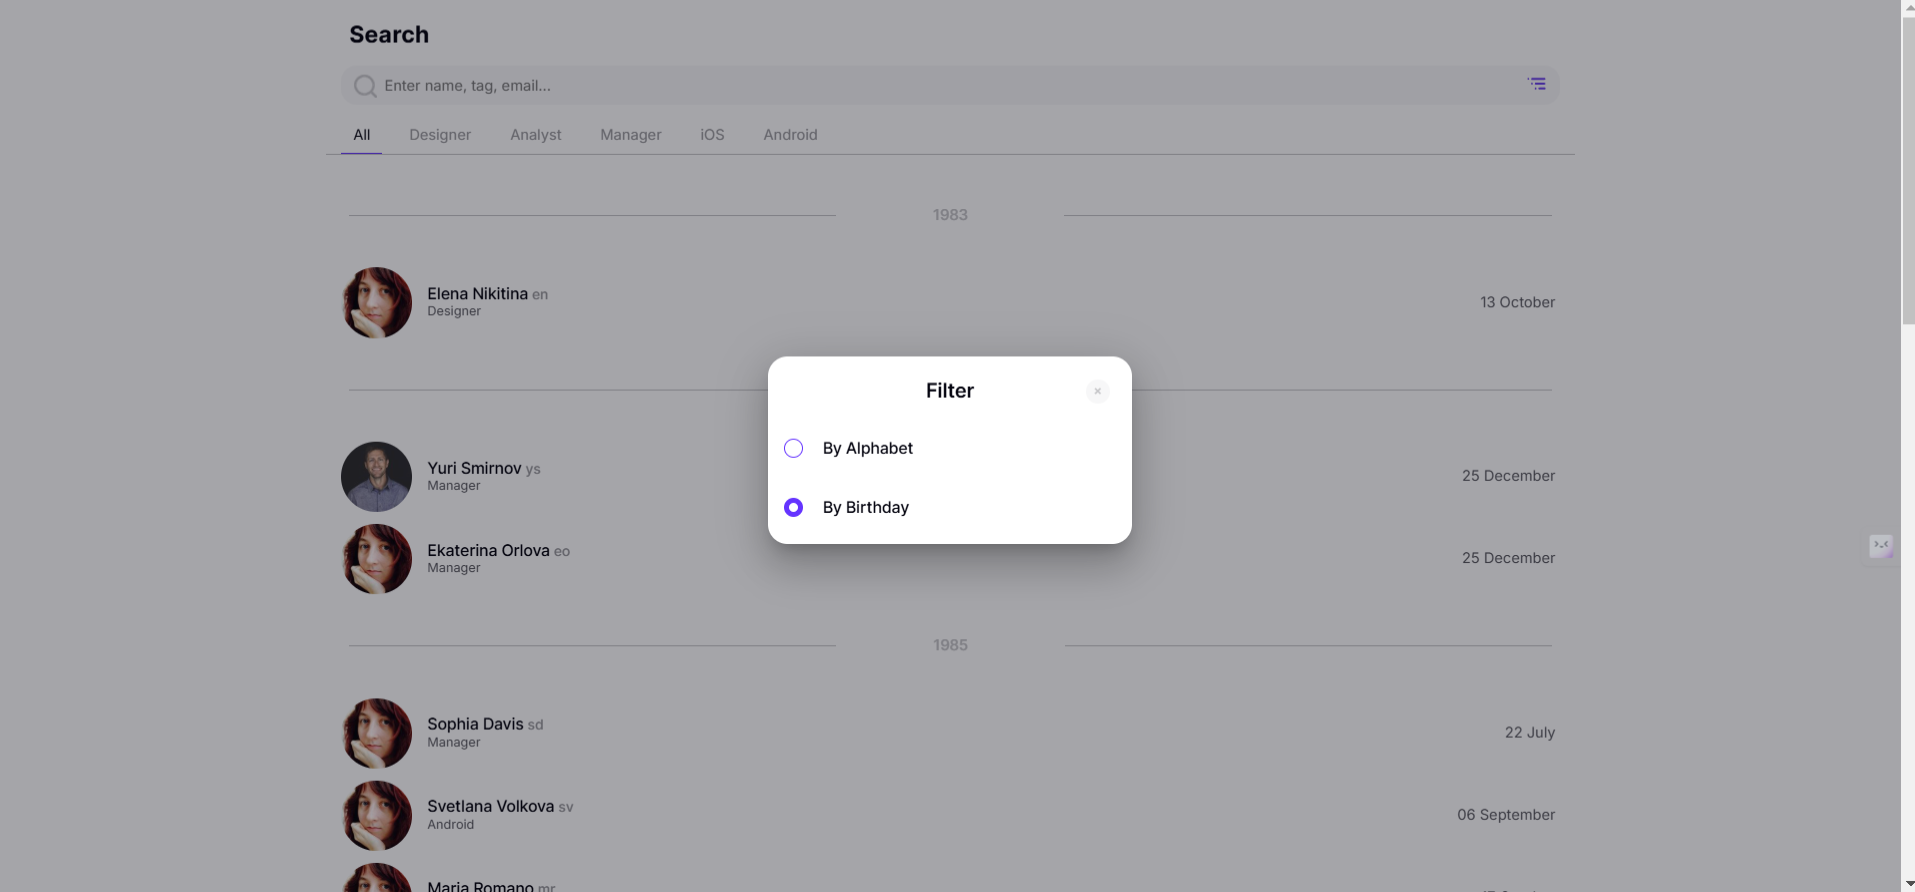 Search
Enter name, tag, email...
All Designer Analyst Manager iOS Android
1983
Elena Nikitina en
Designer
13 October
Filter
×
By Alphabet
By Birthday
Yuri Smirnov ys
Manager
25 December
Ekaterina Orlova eo
Manager
25 December
1985
Sophia Davis sd
Manager
22 July
Svetlana Volkova sv
Android
06 September
Maria Romano mr